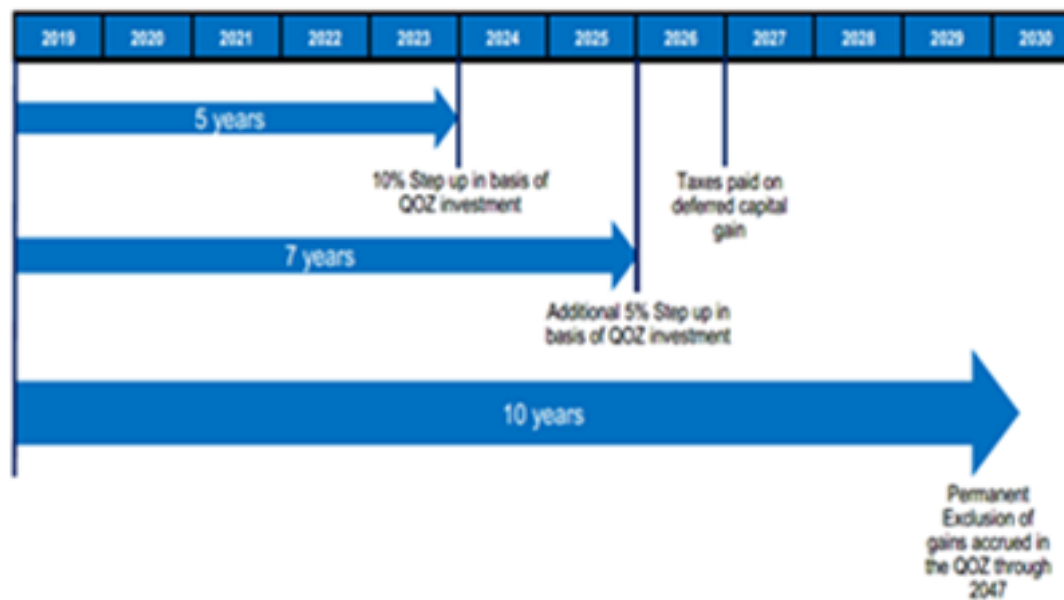 2019 2020 2021 2022 2023 2024 2025 2026 2027 2028 2029 2030
5 years
10% Step up in basis of
QOZ investment
Taxes paid on
deferred capital
gain
7 years
Additional 5% Step up in
basis of QOZ investment
10 years
Permanent
Exclusion of
gains accrued in
the QOZ through
2047